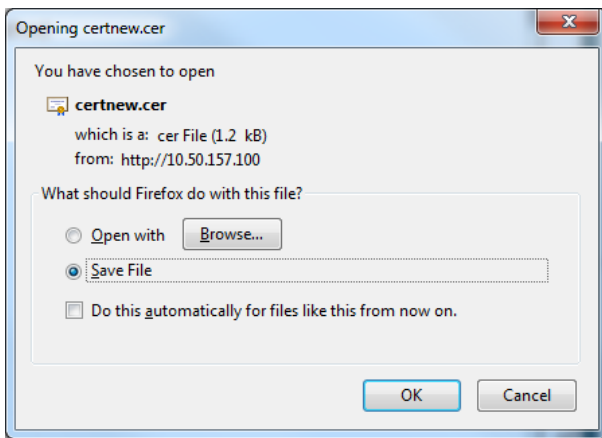 Opening certnew.cer
You have chosen to open
certnew.cer
which is a: cer File (1.2 kB)
from: http://10.50.157.100
What should Firefox do with this file?
Open with Browse...
Save File
Do this automatically for files like this from now on.
OK Cancel